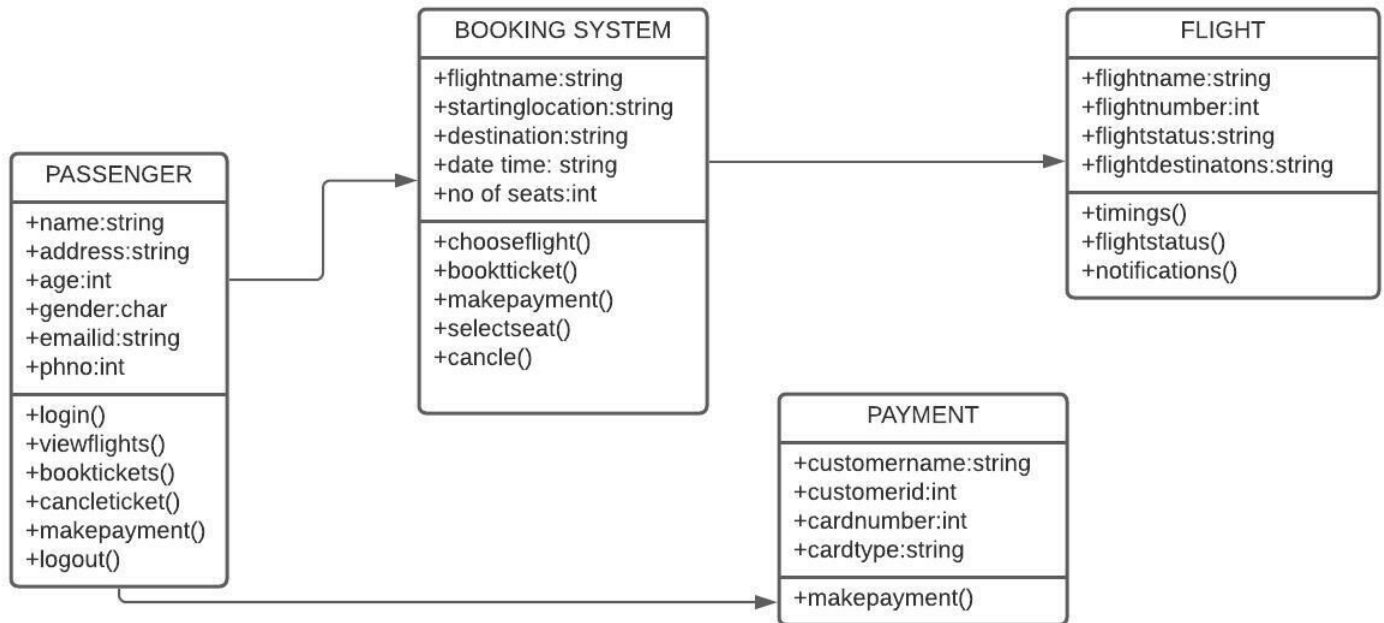 PASSENGER
+name:string
+address:string
+age:int
+gender:char
+emailid:string
+phno:int
+login()
+viewflights()
+booktickets()
+cancleticket()
+makepayment()
+logout()
BOOKING SYSTEM
+flightname:string
+startinglocation:string
+destination:string
+date time: string
+no of seats:int
+chooseflight()
+booktticket()
+makepayment()
+selectseat()
+cancle()
FLIGHT
+flightname:string
+flightnumber:int
+flightstatus:string
+flightdestinatons:string
+timings()
+flightstatus()
+notifications()
PAYMENT
+customername:string
+customerid:int
+cardnumber:int
+cardtype:string
+makepayment()